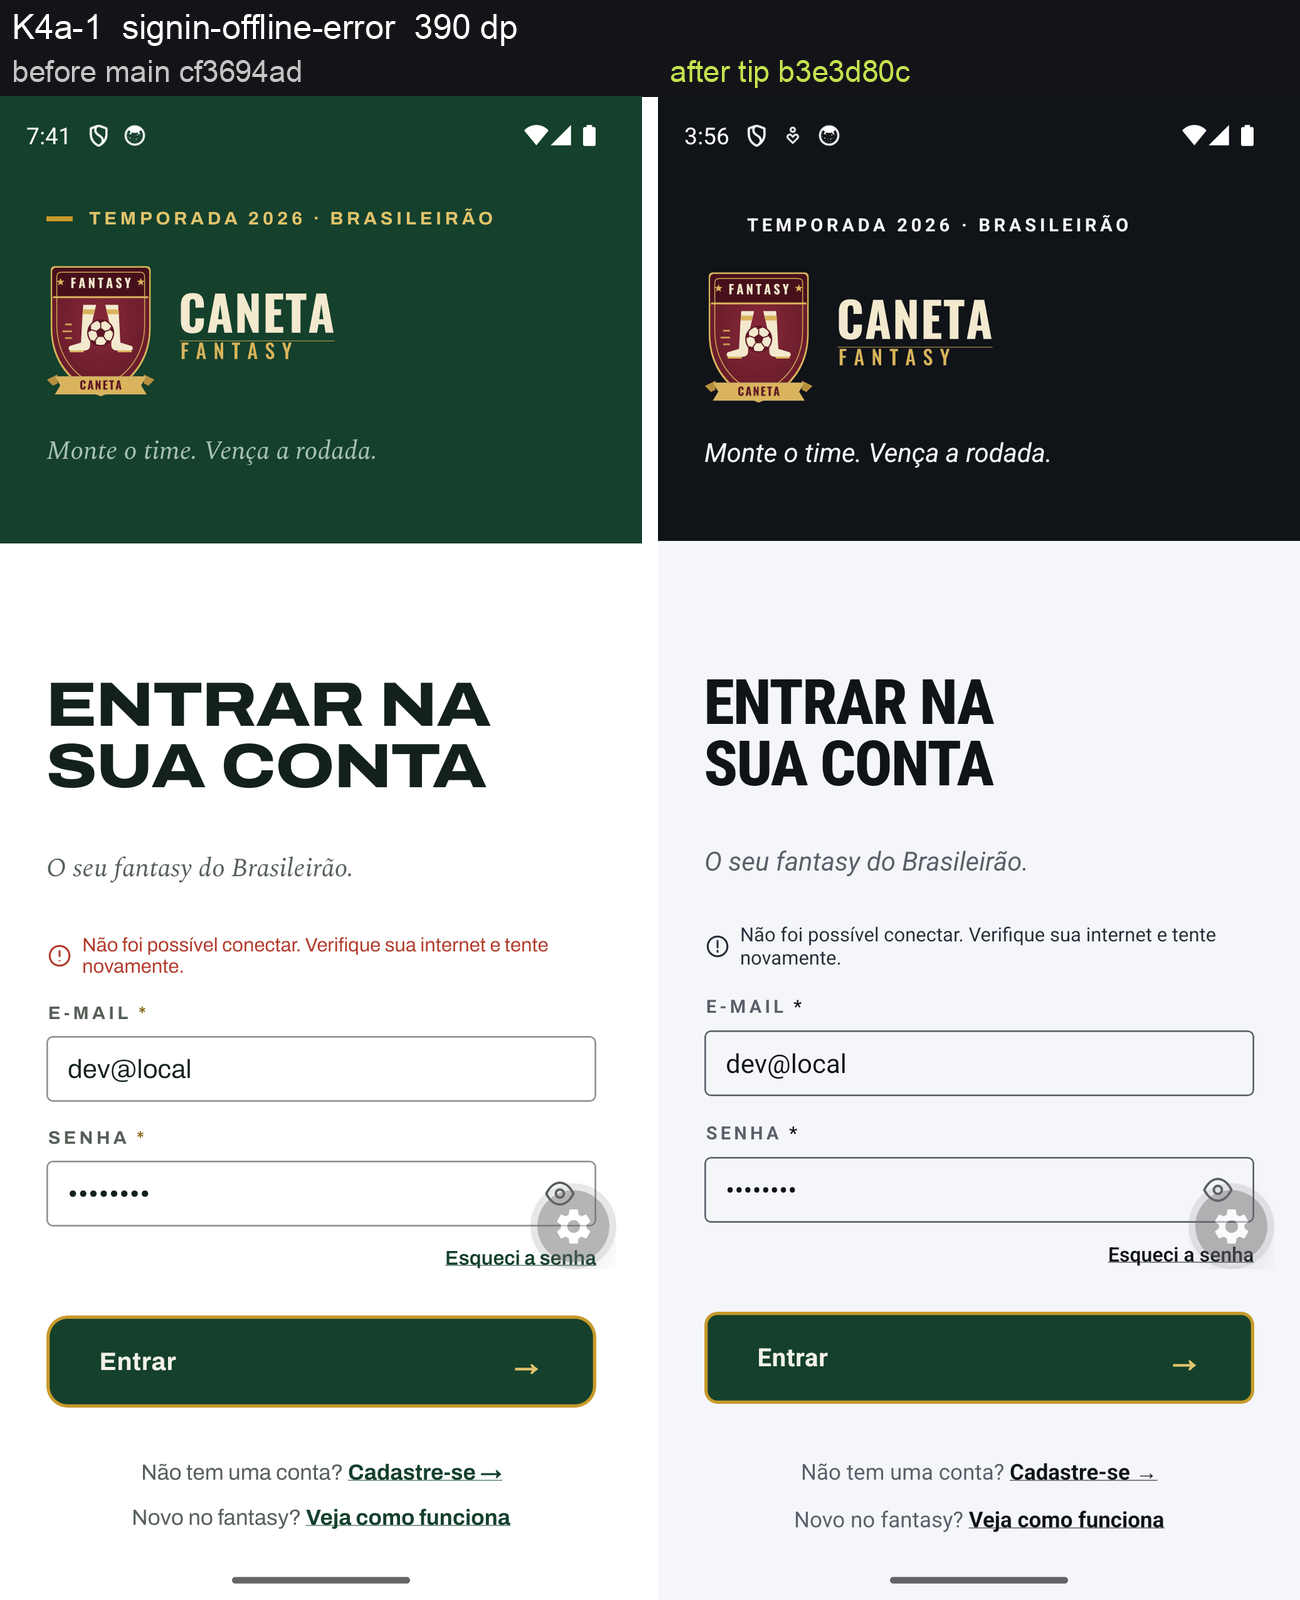 K4a-1 signin-offline-error 390 dp
before main cf3694ad
after tip b3e3d80c
7:41
TEMPORADA 2026 · BRASILEIRÃO
FANTASY
CANETA
CANETA
FANTASY
Monte o time. Vença a rodada.
ENTRAR NA
SUA CONTA
O seu fantasy do Brasileirão.
Não foi possível conectar. Verifique sua internet e tente
novamente.
E-MAIL *
dev@local
SENHA *
••••••••
Esqueci a senha
Entrar →
Não tem uma conta? Cadastre-se →
Novo no fantasy? Veja como funciona
3:56
TEMPORADA 2026 · BRASILEIRÃO
FANTASY
CANETA
CANETA
FANTASY
Monte o time. Vença a rodada.
ENTRAR NA
SUA CONTA
O seu fantasy do Brasileirão.
Não foi possível conectar. Verifique sua internet e tente
novamente.
E-MAIL *
dev@local
SENHA *
••••••••
Esqueci a senha
Entrar →
Não tem uma conta? Cadastre-se →
Novo no fantasy? Veja como funciona